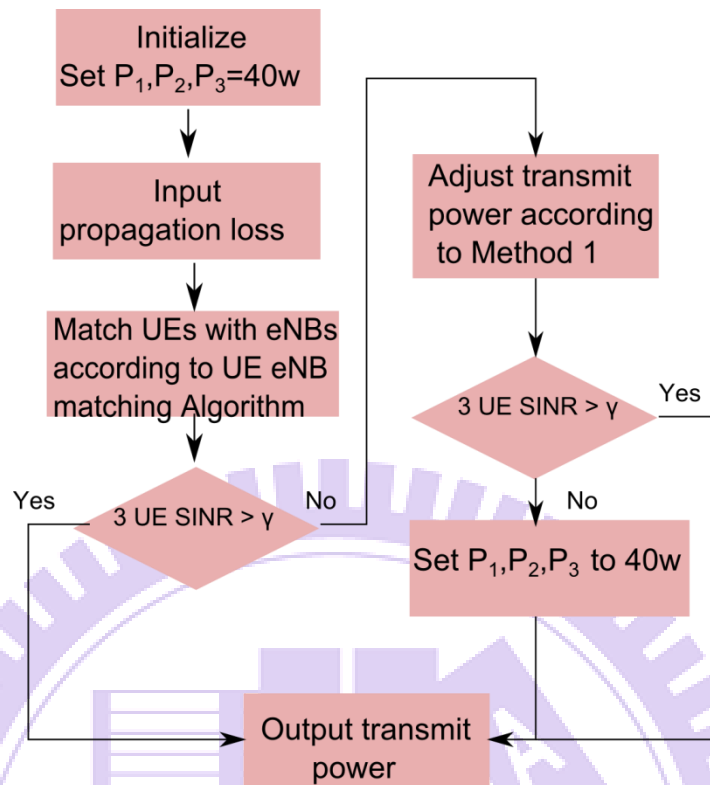 Initialize
Set P₁,P₂,P₃=40w
Input
propagation loss
Match UEs with eNBs
according to UE eNB
matching Algorithm
3 UE SINR > γ
Yes
No
Adjust transmit
power according
to Method 1
3 UE SINR > γ
Yes
No
Set P₁,P₂,P₃ to 40w
Output transmit
power